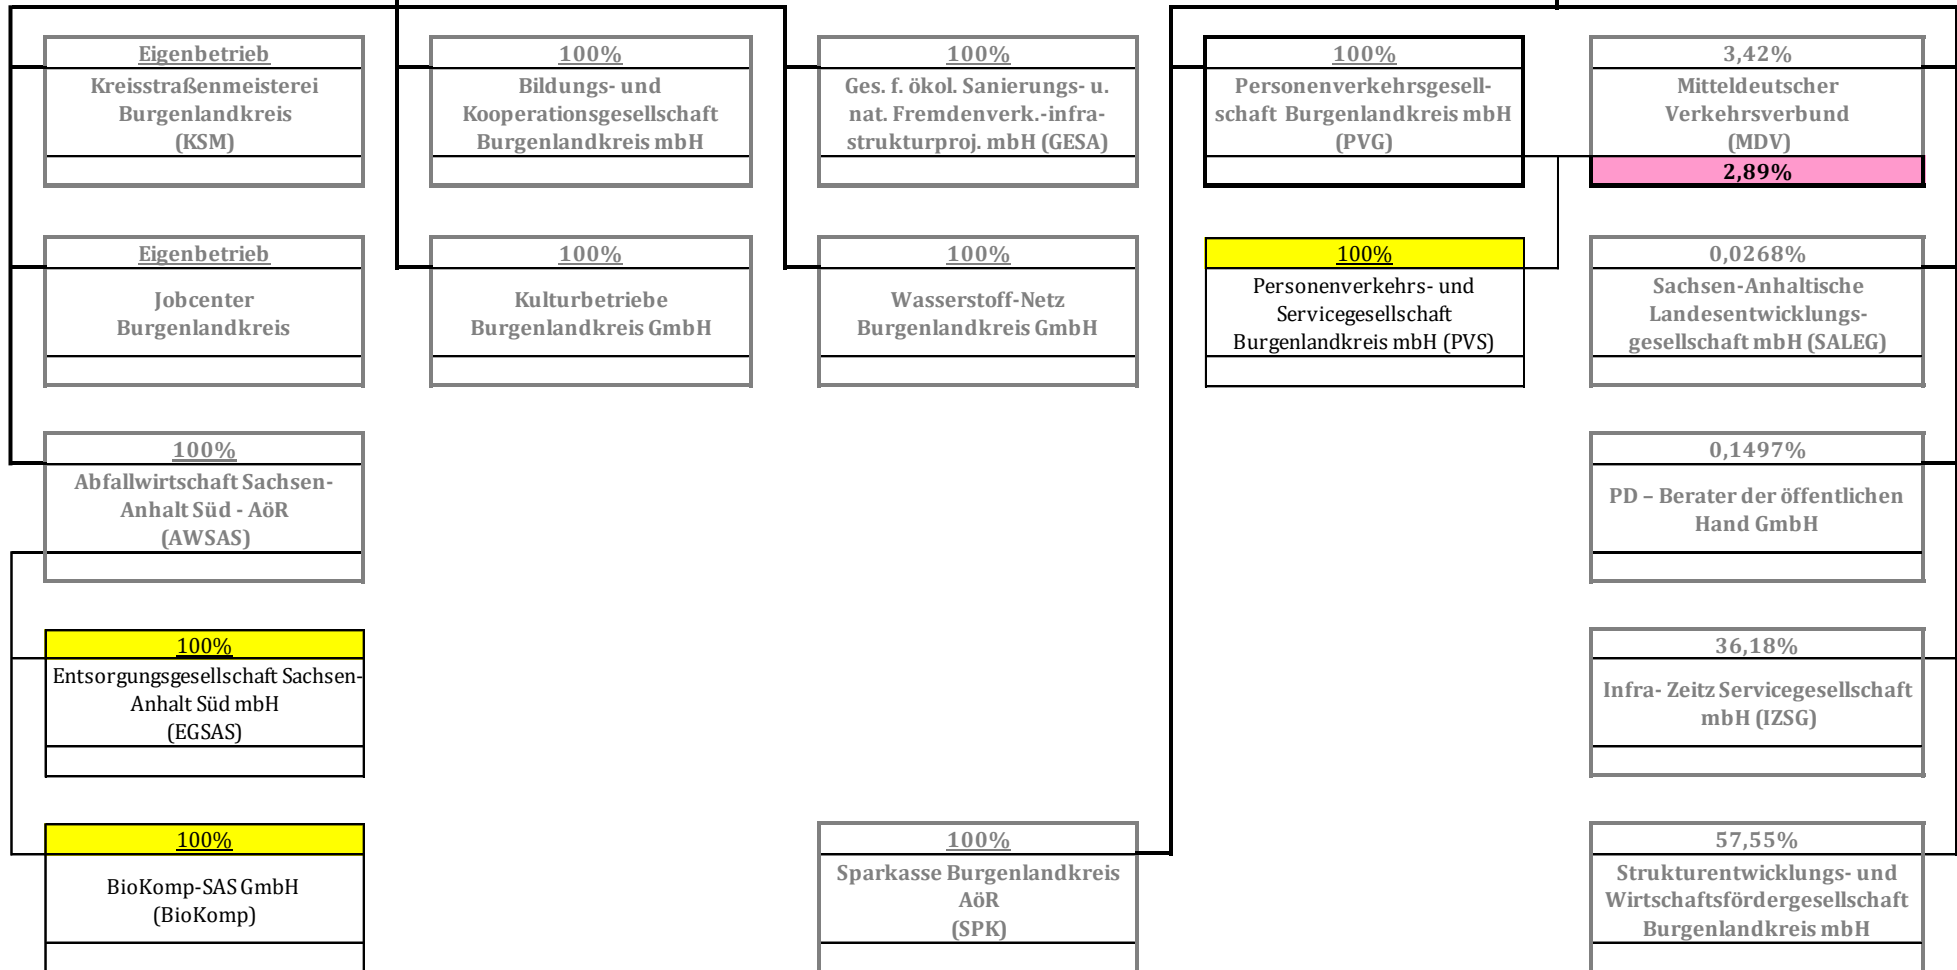 Eigenbetrieb
Kreisstraßenmeisterei
Burgenlandkreis
(KSM)
100%
Bildungs- und
Kooperationsgesellschaft
Burgenlandkreis mbH
100%
Ges. f. ökol. Sanierungs- u.
nat. Fremdenverk.-infra-
strukturproj. mbH (GESA)
100%
Personenverkehrsgesell-
schaft Burgenlandkreis mbH
(PVG)
3,42%
Mitteldeutscher
Verkehrsverbund
(MDV)
2,89%
Eigenbetrieb
Jobcenter
Burgenlandkreis
100%
Kulturbetriebe
Burgenlandkreis GmbH
100%
Wasserstoff-Netz
Burgenlandkreis GmbH
100%
Personenverkehrs- und
Servicegesellschaft
Burgenlandkreis mbH (PVS)
0,0268%
Sachsen-Anhaltische
Landesentwicklungs-
gesellschaft mbH (SALEG)
100%
Abfallwirtschaft Sachsen-
Anhalt Süd - AöR
(AWSAS)
0,1497%
PD – Berater der öffentlichen
Hand GmbH
100%
Entsorgungsgesellschaft Sachsen-
Anhalt Süd mbH
(EGSAS)
36,18%
Infra- Zeitz Servicegesellschaft
mbH (IZSG)
100%
BioKomp-SAS GmbH
(BioKomp)
100%
Sparkasse Burgenlandkreis
AöR
(SPK)
57,55%
Strukturentwicklungs- und
Wirtschaftsfördergesellschaft
Burgenlandkreis mbH